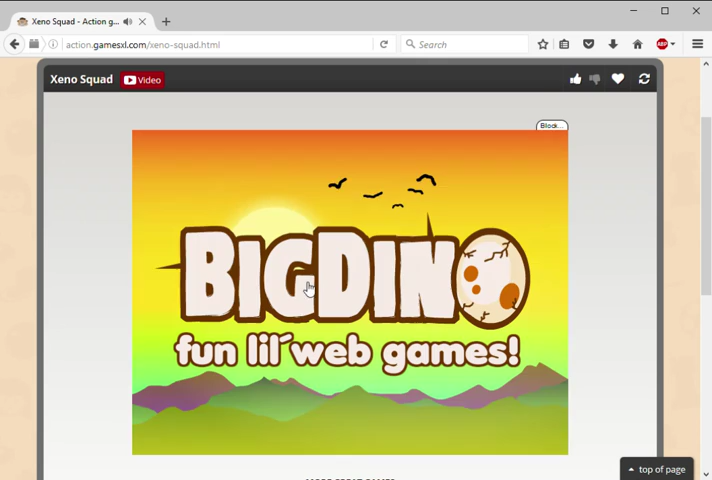 Xeno Squad - Action g...
action.gamesxl.com/xeno-squad.html
Search
ABP
Xeno Squad
Video
Block...
BIGDINO
fun lil´web games!
top of page